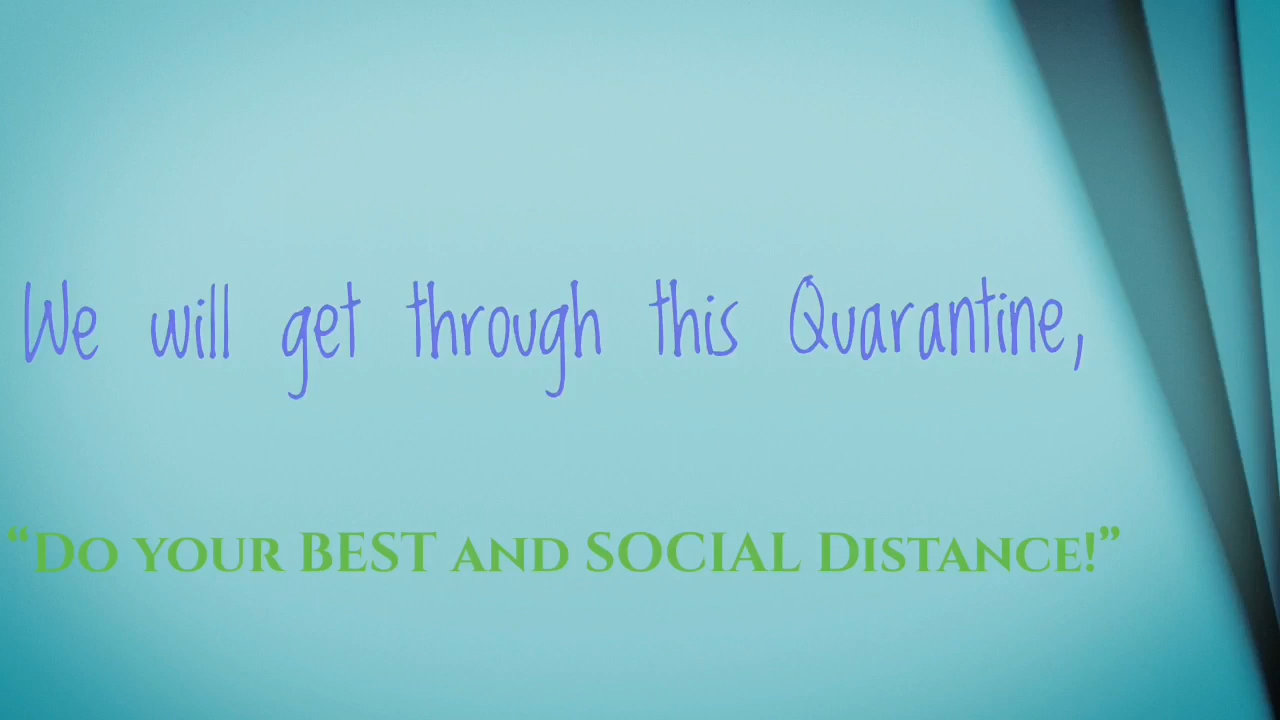 We will get through this Quarantine,
“Do your BEST and SOCIAL Distance!”